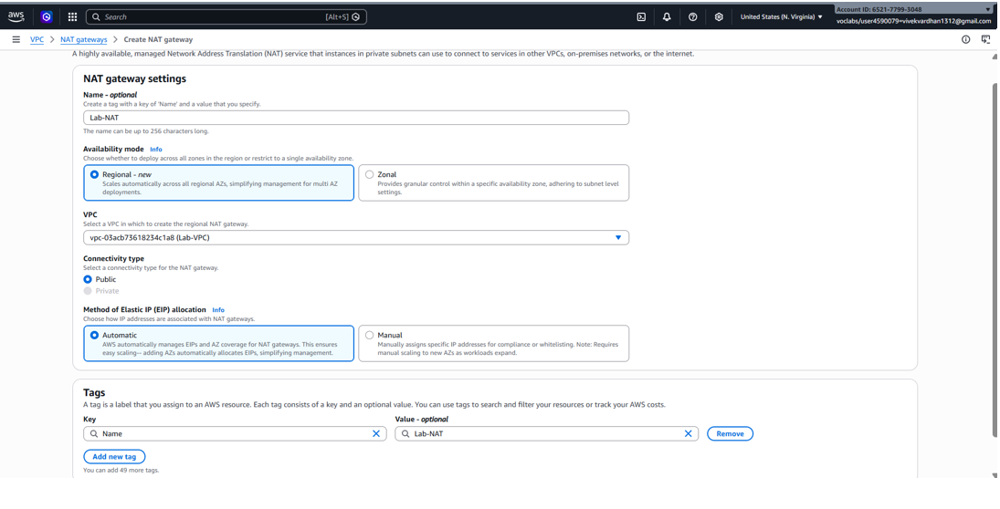 aws
Search
[Alt+S]
United States (N. Virginia)
Account ID: 6521-7799-3048
voclabs/user4590079=vivekvardhan1312@gmail.com
VPC > NAT gateways > Create NAT gateway
A highly available, managed Network Address Translation (NAT) service that instances in private subnets can use to connect to services in other VPCs, on-premises networks, or the internet.
NAT gateway settings
Name - optional
Create a tag with a key of 'Name' and a value that you specify.
Lab-NAT
The name can be up to 256 characters long.
Availability mode Info
Choose whether to deploy across all zones in the region or restrict to a single availability zone.
Regional - new
Scales automatically across all regional AZs, simplifying management for multi AZ
deployments.
Zonal
Provides granular control within a specific availability zone, adhering to subnet level
settings.
VPC
Select a VPC in which to create the regional NAT gateway.
vpc-03acb73618234c1a8 (Lab-VPC)
Connectivity type
Select a connectivity type for the NAT gateway.
Public
Private
Method of Elastic IP (EIP) allocation Info
Choose how IP addresses are associated with NAT gateways.
Automatic
AWS automatically manages EIPs and AZ coverage for NAT gateways. This ensures
easy scaling-- adding AZs automatically allocates EIPs, simplifying management.
Manual
Manually assigns specific IP addresses for compliance or whitelisting. Note: Requires
manual scaling to new AZs as workloads expand.
Tags
A tag is a label that you assign to an AWS resource. Each tag consists of a key and an optional value. You can use tags to search and filter your resources or track your AWS costs.
Key
Value - optional
Name
Lab-NAT
Remove
Add new tag
You can add 49 more tags.